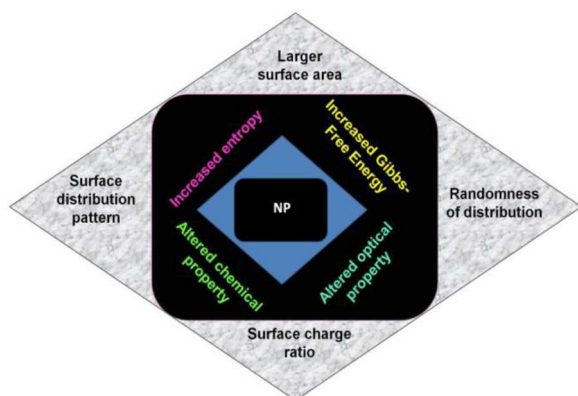 Larger
surface area
Increased entropy
Increased Gibbs-
Free Energy
Surface
distribution
pattern
NP
Randomness
of distribution
Altered chemical
property
Altered optical
property
Surface charge
ratio